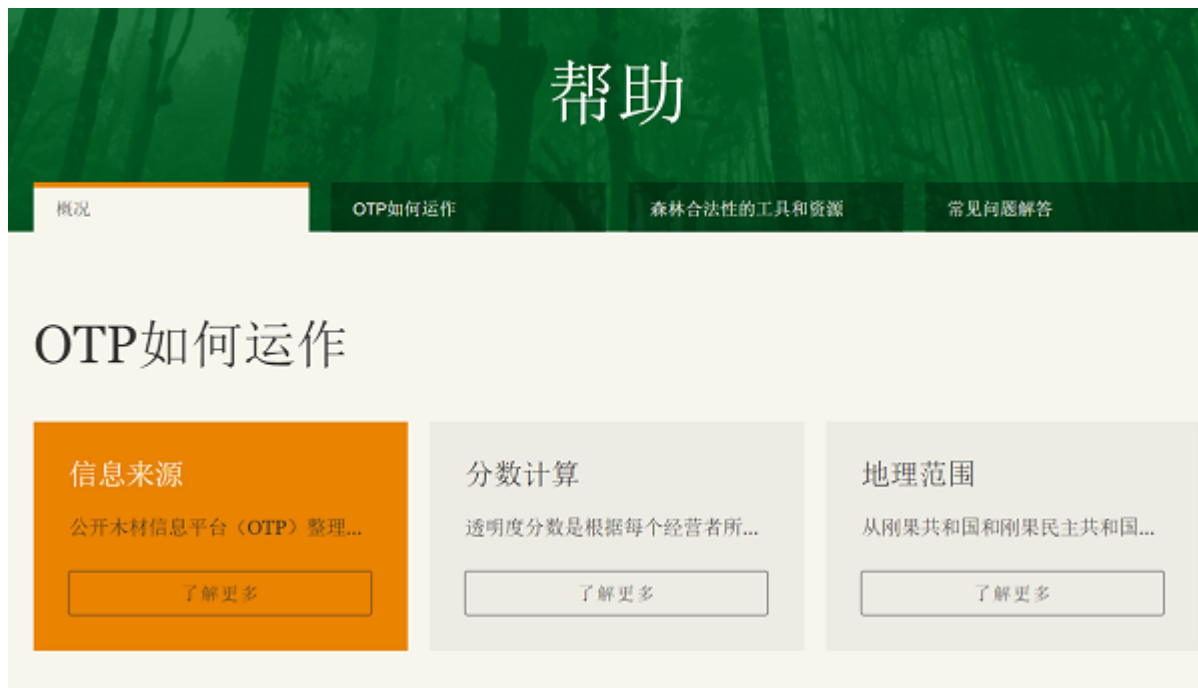 帮助
概况
OTP如何运作
森林合法性的工具和资源
常见问题解答
OTP如何运作
信息来源
公开木材信息平台（OTP）整理...
了解更多
分数计算
透明度分数是根据每个经营者所...
了解更多
地理范围
从刚果共和国和刚果民主共和国...
了解更多